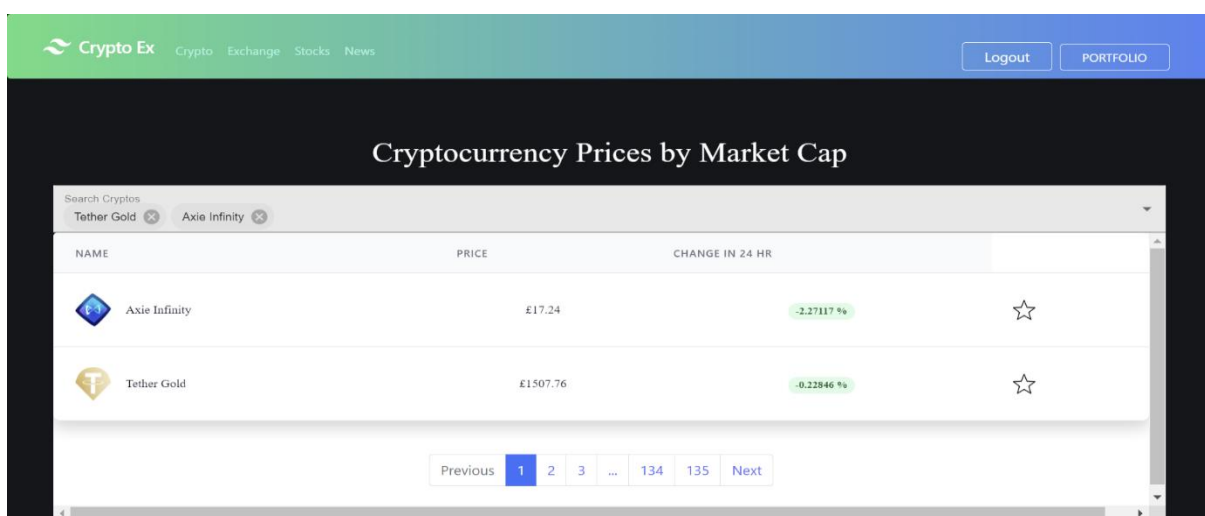 Crypto Ex Crypto Exchange Stocks News Logout PORTFOLIO
Cryptocurrency Prices by Market Cap
Search Cryptos
Tether Gold Axie Infinity
NAME PRICE CHANGE IN 24 HR
Axie Infinity £17.24 -2.27117 %
Tether Gold £1507.76 -0.22846 %
Previous 1 2 3 ... 134 135 Next